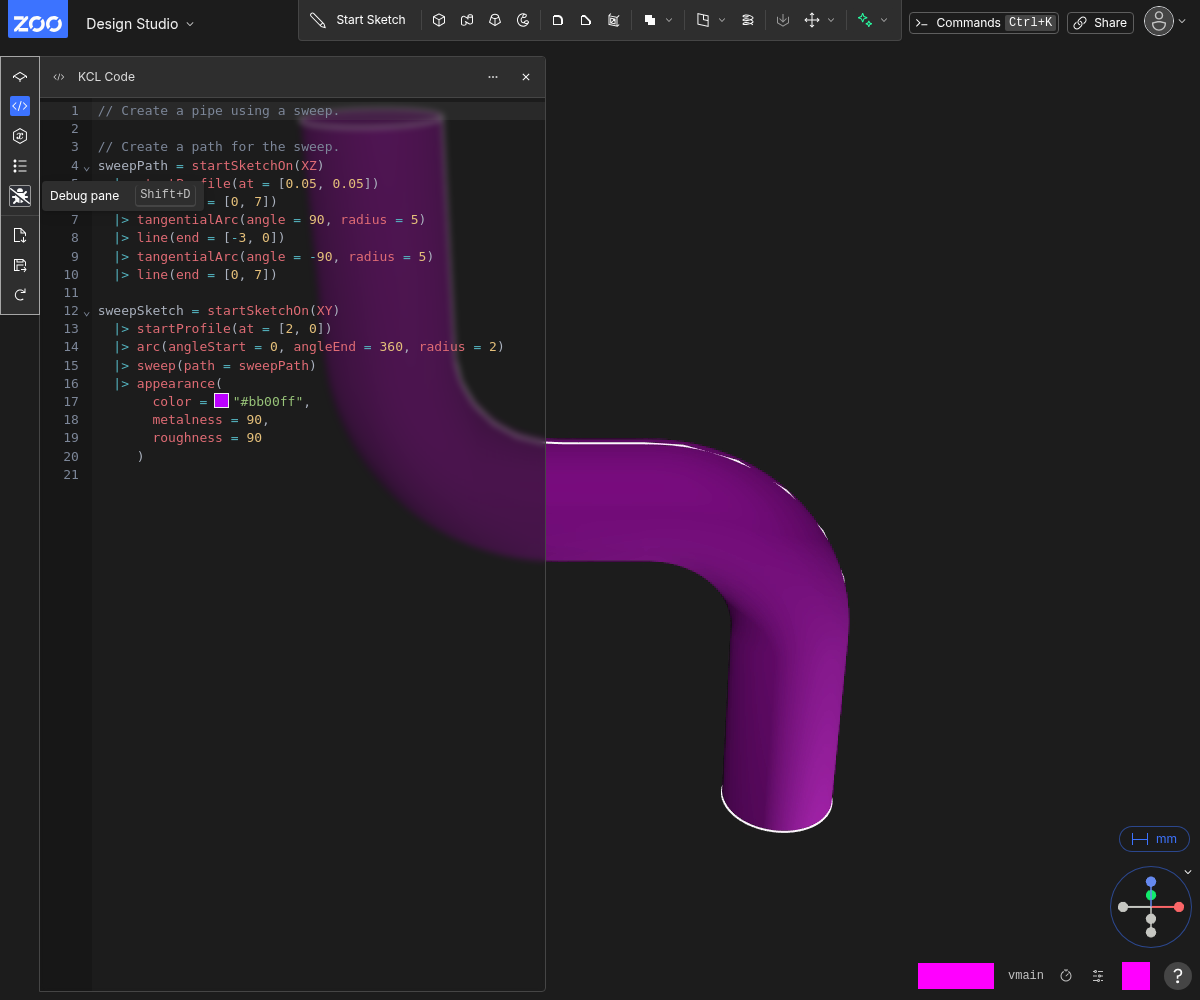 ZOO
Design Studio
Start Sketch
Commands Ctrl+K
Share
KCL Code
1 // Create a pipe using a sweep.
2
3 // Create a path for the sweep.
4 sweepPath = startSketchOn(XZ)
ofile(at = [0.05, 0.05])
= [0, 7])
Debug pane Shift+D
7 |> tangentialArc(angle = 90, radius = 5)
8 |> line(end = [-3, 0])
9 |> tangentialArc(angle = -90, radius = 5)
10 |> line(end = [0, 7])
11
12 sweepSketch = startSketchOn(XY)
13 |> startProfile(at = [2, 0])
14 |> arc(angleStart = 0, angleEnd = 360, radius = 2)
15 |> sweep(path = sweepPath)
16 |> appearance(
17 color = "#bb00ff",
18 metalness = 90,
19 roughness = 90
20 )
21
mm
vmain
?